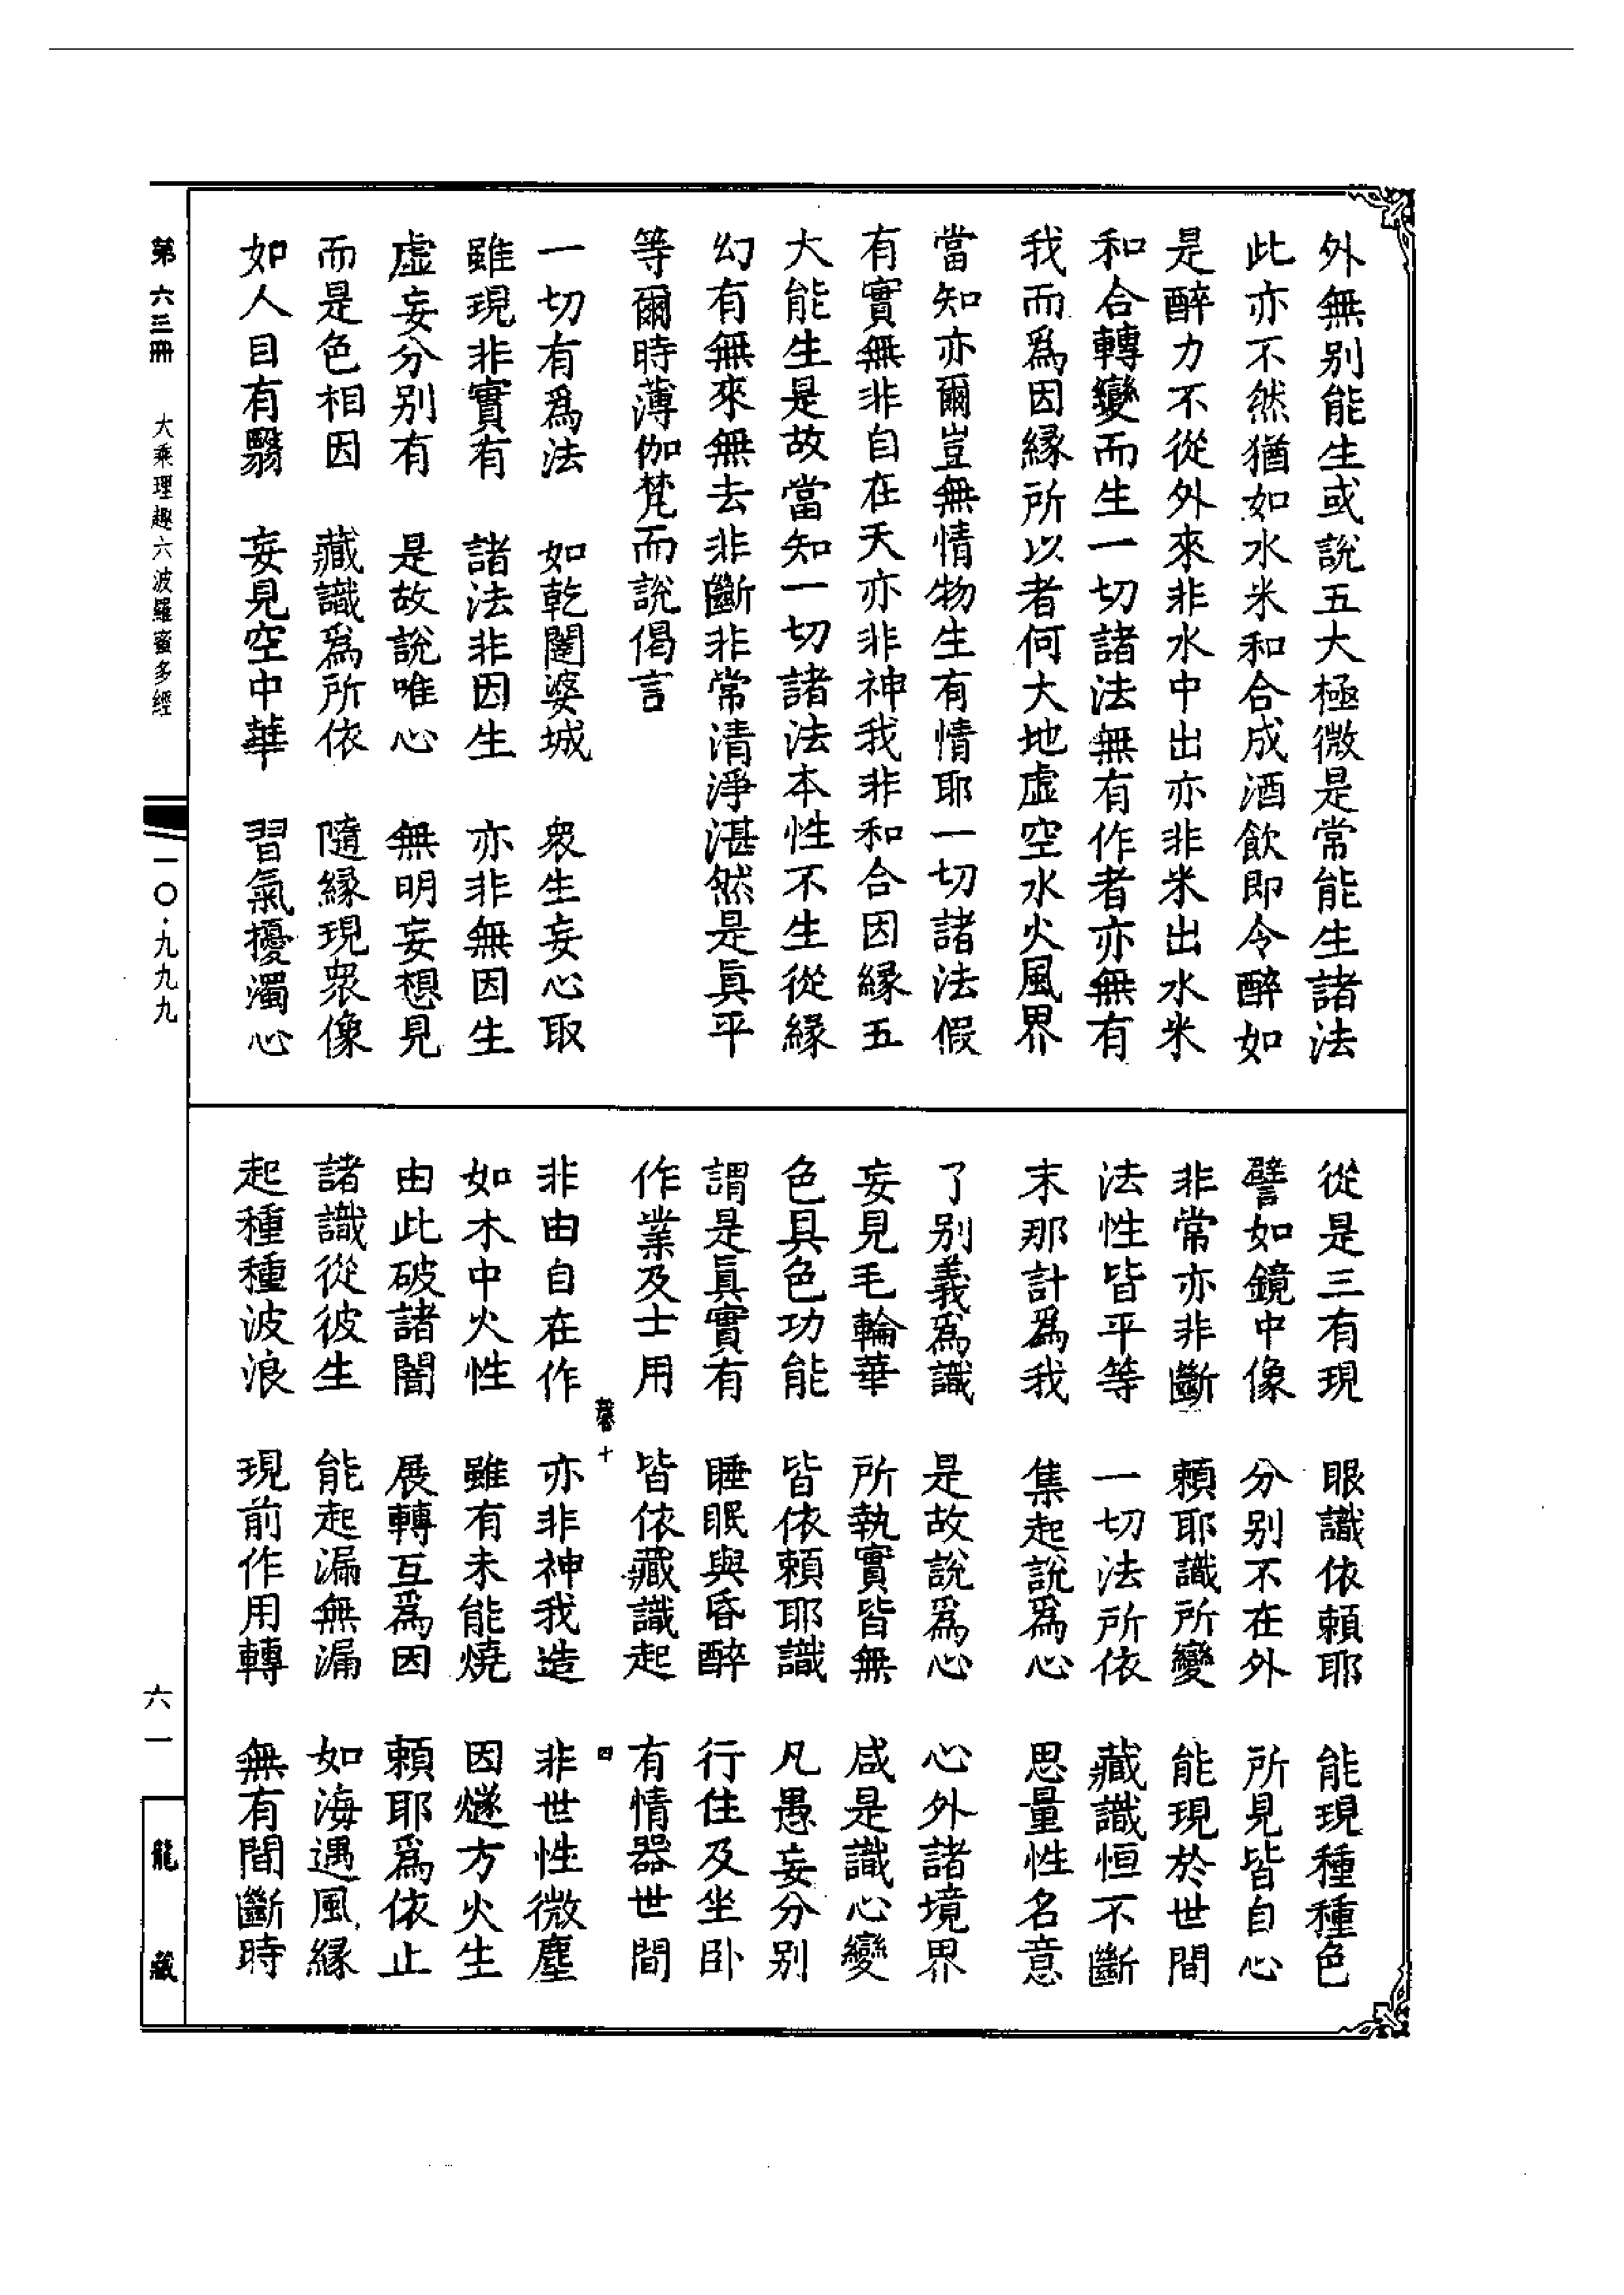 外無别能生或說五大極微是常能生諸法
此亦不然猶如水米和合成酒飲即令醉如
是醉力不從外來非水中出亦非米出水米
和合轉變而生一切諸法無有作者亦無有
我而爲因緣所以者何大地虛空水火風界
當知亦爾豈無情物生有情耶一切諸法假
有實無非自在天亦非神我非和合因緣五
大能生是故當知一切諸法本性不生從緣
幻有無來無去非斷非常清淨湛然是眞平
等爾時薄伽梵而說偈言
一切有爲法　如乾闥婆城　衆生妄心取
雖現非實有　諸法非因生　亦非無因生
虛妄分别有　是故說唯心　無明妄想見
而是色相因　藏識爲所依　隨緣現衆像
如人目有翳　妄見空中華　習氣擾濁心
從是三有現　眼識依賴耶　能現種種色
譬如鏡中像　分别不在外　所見皆自心
非常亦非斷　賴耶識所變　能現於世間
法性皆平等　一切法所依　藏識恒不斷
末那計爲我　集起說爲心　思量性名意
了别義爲識　是故說爲心　心外諸境界
妄見毛輪華　所執實皆無　咸是識心變
色具色功能　皆依賴耶識　凡愚妄分别
謂是眞實有　睡眠與昏醉　行住及坐卧
作業及士用　皆依藏識起　有情器世間
十　四
非由自在作　亦非神我造　非世性微塵
如木中火性　雖有未能燒　因燧方火生
由此破諸闇　展轉互爲因　賴耶爲依止
諸識從彼生　能起漏無漏　如海遇風緣
起種種波浪　現前作用轉　無有間斷時
第六三冊　大乘理趣六波羅蜜多經
一〇·九九九
六一
龍藏